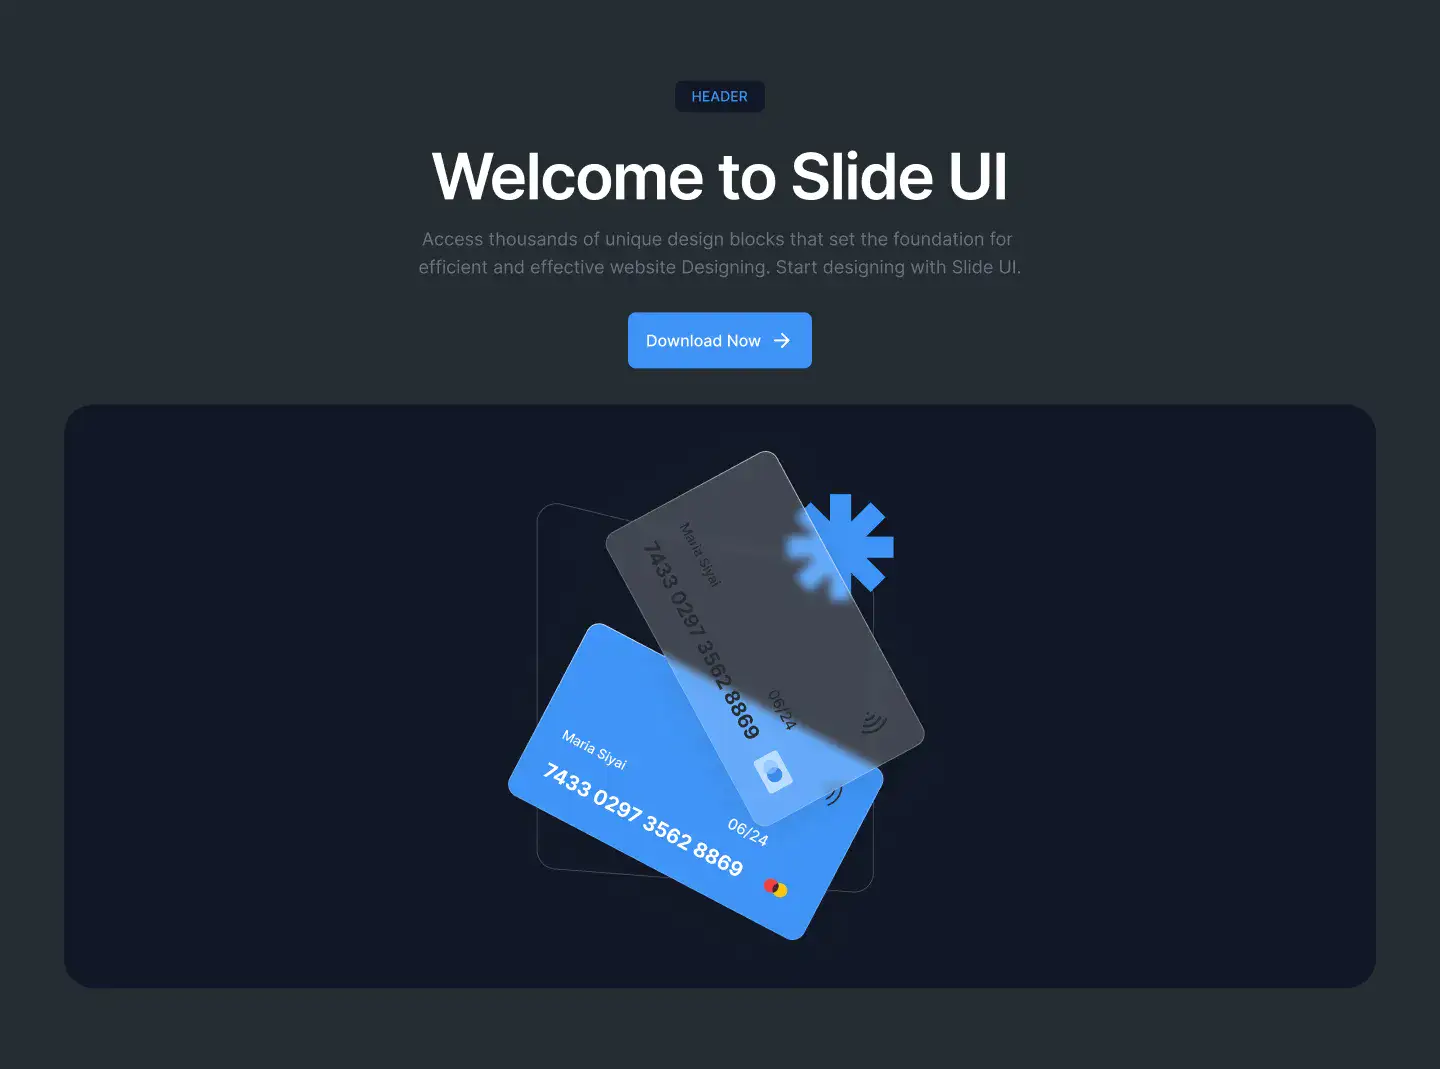 HEADER
Welcome to Slide UI
Access thousands of unique design blocks that set the foundation for
efficient and effective website Designing. Start designing with Slide UI.
Download Now
Maria Siyai
7433 0297 3562 8869
06/24
Maria Siyai
7433 0297 3562 8869
06/24